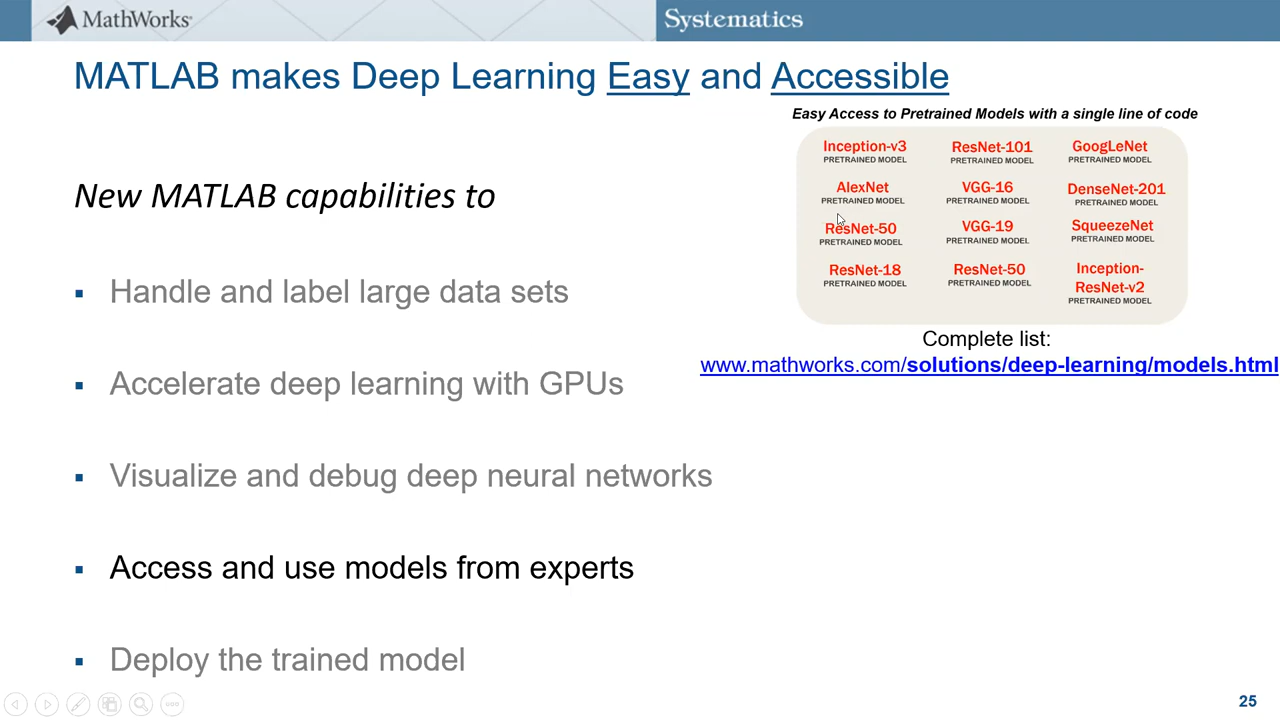 MathWorks®
Systematics
MATLAB makes Deep Learning Easy and Accessible
Easy Access to Pretrained Models with a single line of code
Inception-v3 ResNet-101 GoogLeNet
PRETRAINED MODEL PRETRAINED MODEL PRETRAINED MODEL
AlexNet VGG-16 DenseNet-201
PRETRAINED MODEL PRETRAINED MODEL PRETRAINED MODEL
ResNet-50 VGG-19 SqueezeNet
PRETRAINED MODEL PRETRAINED MODEL PRETRAINED MODEL
ResNet-18 ResNet-50 Inception-
ResNet-v2
PRETRAINED MODEL PRETRAINED MODEL PRETRAINED MODEL
Complete list:
www.mathworks.com/solutions/deep-learning/models.html
New MATLAB capabilities to
▪ Handle and label large data sets
▪ Accelerate deep learning with GPUs
▪ Visualize and debug deep neural networks
▪ Access and use models from experts
▪ Deploy the trained model
25